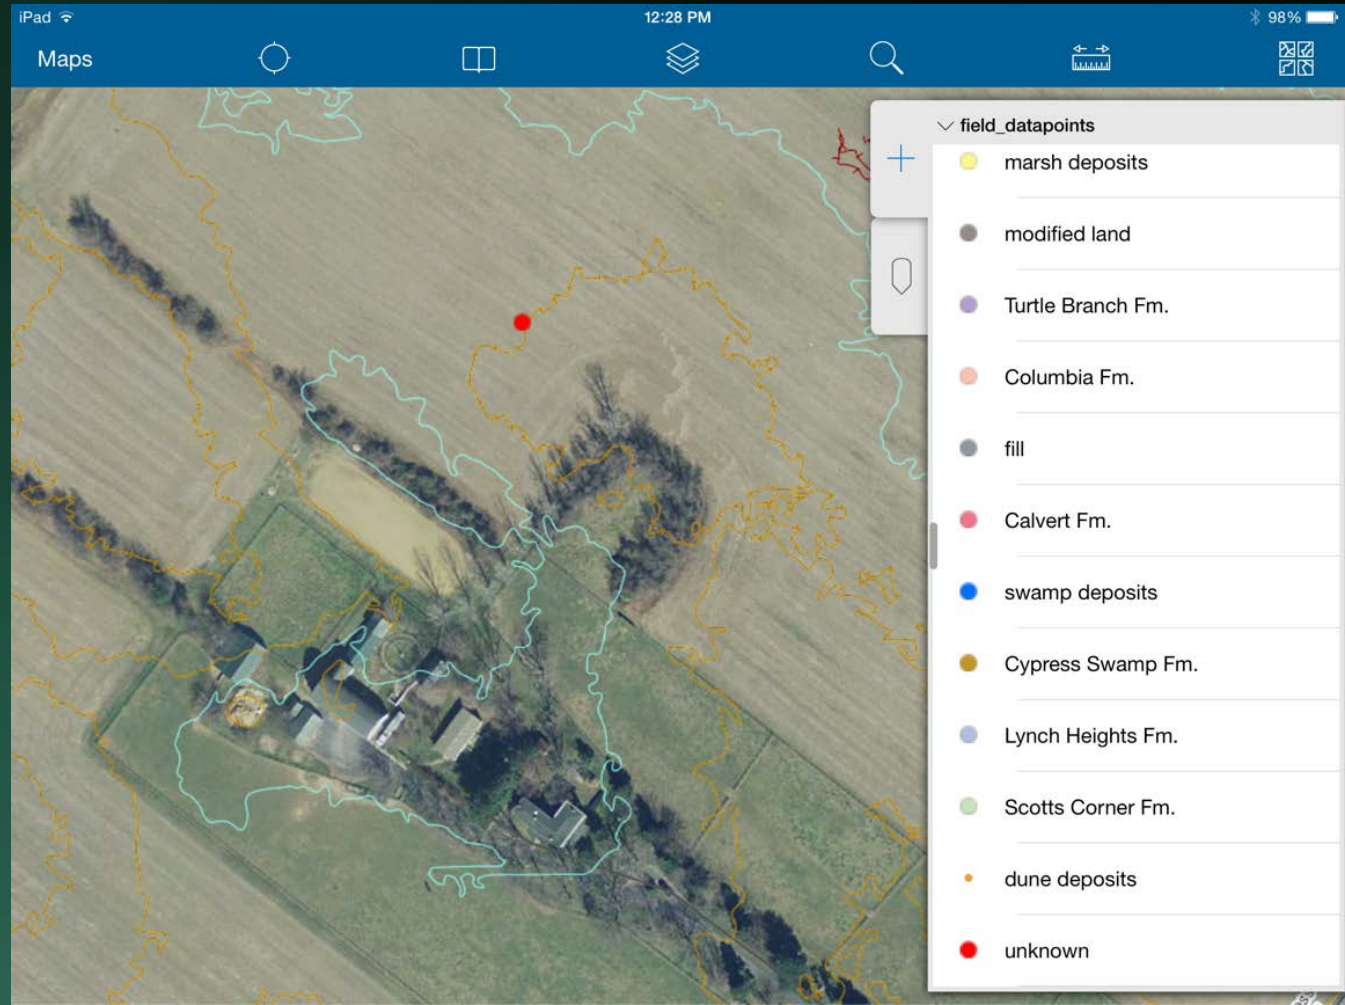 iPad 12:28 PM 98%
Maps
field_datapoints
marsh deposits
modified land
Turtle Branch Fm.
Columbia Fm.
fill
Calvert Fm.
swamp deposits
Cypress Swamp Fm.
Lynch Heights Fm.
Scotts Corner Fm.
dune deposits
unknown